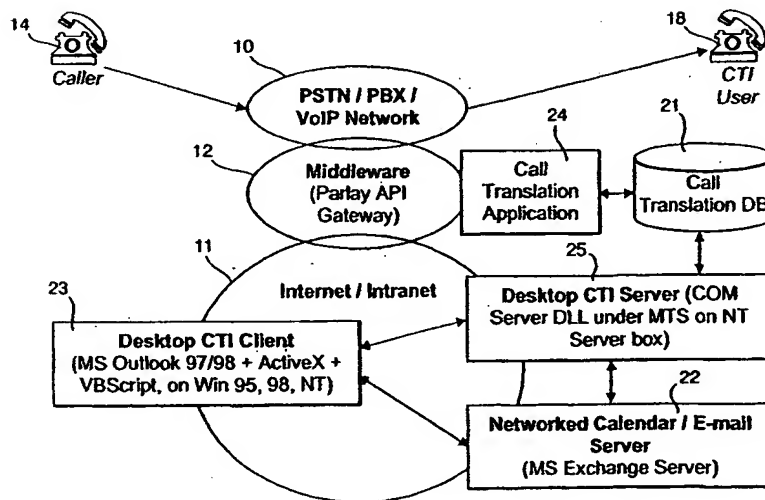 14
Caller
10
PSTN / PBX /
VoIP Network
18
CTI
User
12
Middleware
(Parlay API
Gateway)
24
Call
Translation
Application
21
Call
Translation DB
11
Internet / Intranet
23
Desktop CTI Client
(MS Outlook 97/98 + ActiveX +
VBScript, on Win 95, 98, NT)
25
Desktop CTI Server (COM
Server DLL under MTS on NT
Server box)
22
Networked Calendar / E-mail
Server
(MS Exchange Server)